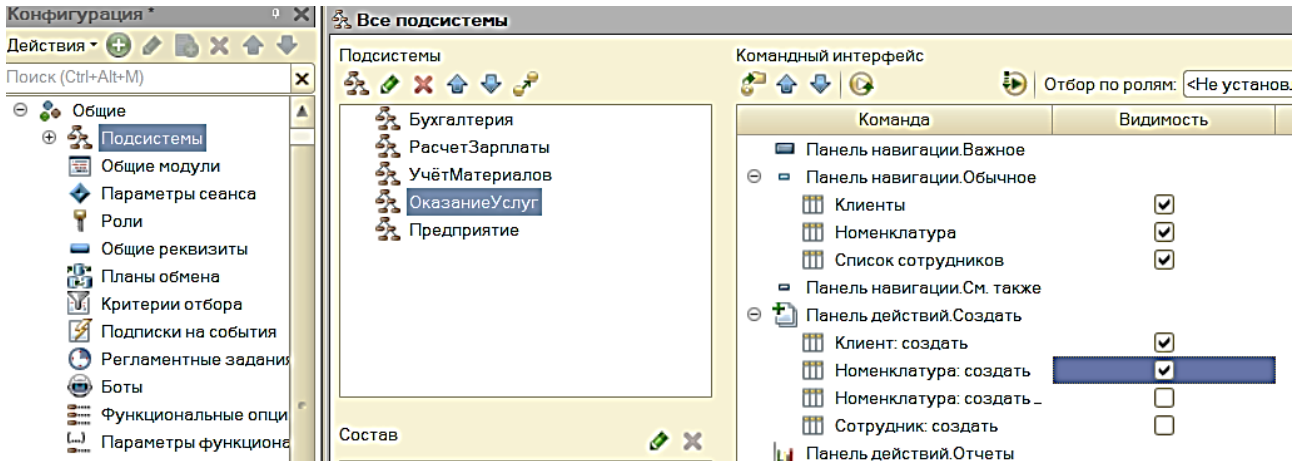 Конфигурация *
Действия
Поиск (Ctrl+Alt+M)
Общие
Подсистемы
Общие модули
Параметры сеанса
Роли
Общие реквизиты
Планы обмена
Критерии отбора
Подписки на события
Регламентные задания
Боты
Функциональные опци
Параметры функциона
Все подсистемы
Подсистемы
Бухгалтерия
РасчетЗарплаты
УчётМатериалов
ОказаниеУслуг
Предприятие
Состав
Командный интерфейс
Отбор по ролям: <Не установ.
Команда Видимость
Панель навигации.Важное
Панель навигации.Обычное
Клиенты
Номенклатура
Список сотрудников
Панель навигации.См. также
Панель действий.Создать
Клиент: создать
Номенклатура: создать
Номенклатура: создать_
Сотрудник: создать
Панель действий.Отчеты